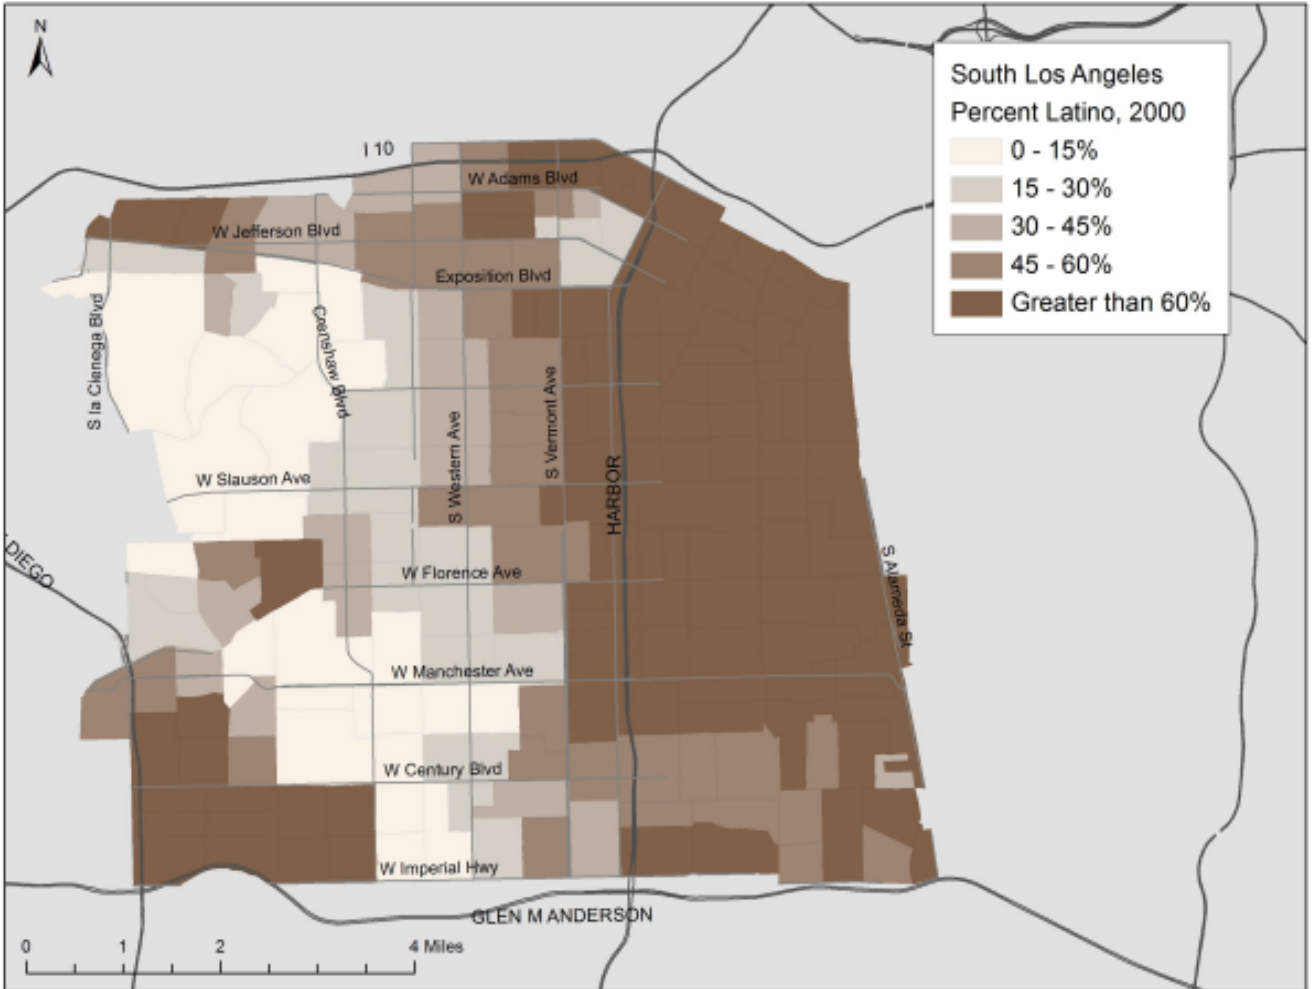 N
South Los Angeles
Percent Latino, 2000
0 - 15%
15 - 30%
30 - 45%
45 - 60%
Greater than 60%
I 10
W Adams Blvd
W Jefferson Blvd
Exposition Blvd
S la Cienega Blvd
Crenshaw Blvd
S Western Ave
S Vermont Ave
HARBOR
W Slauson Ave
DIEGO
W Florence Ave
S Alameda St
W Manchester Ave
W Century Blvd
W Imperial Hwy
GLEN M ANDERSON
0 1 2 4 Miles